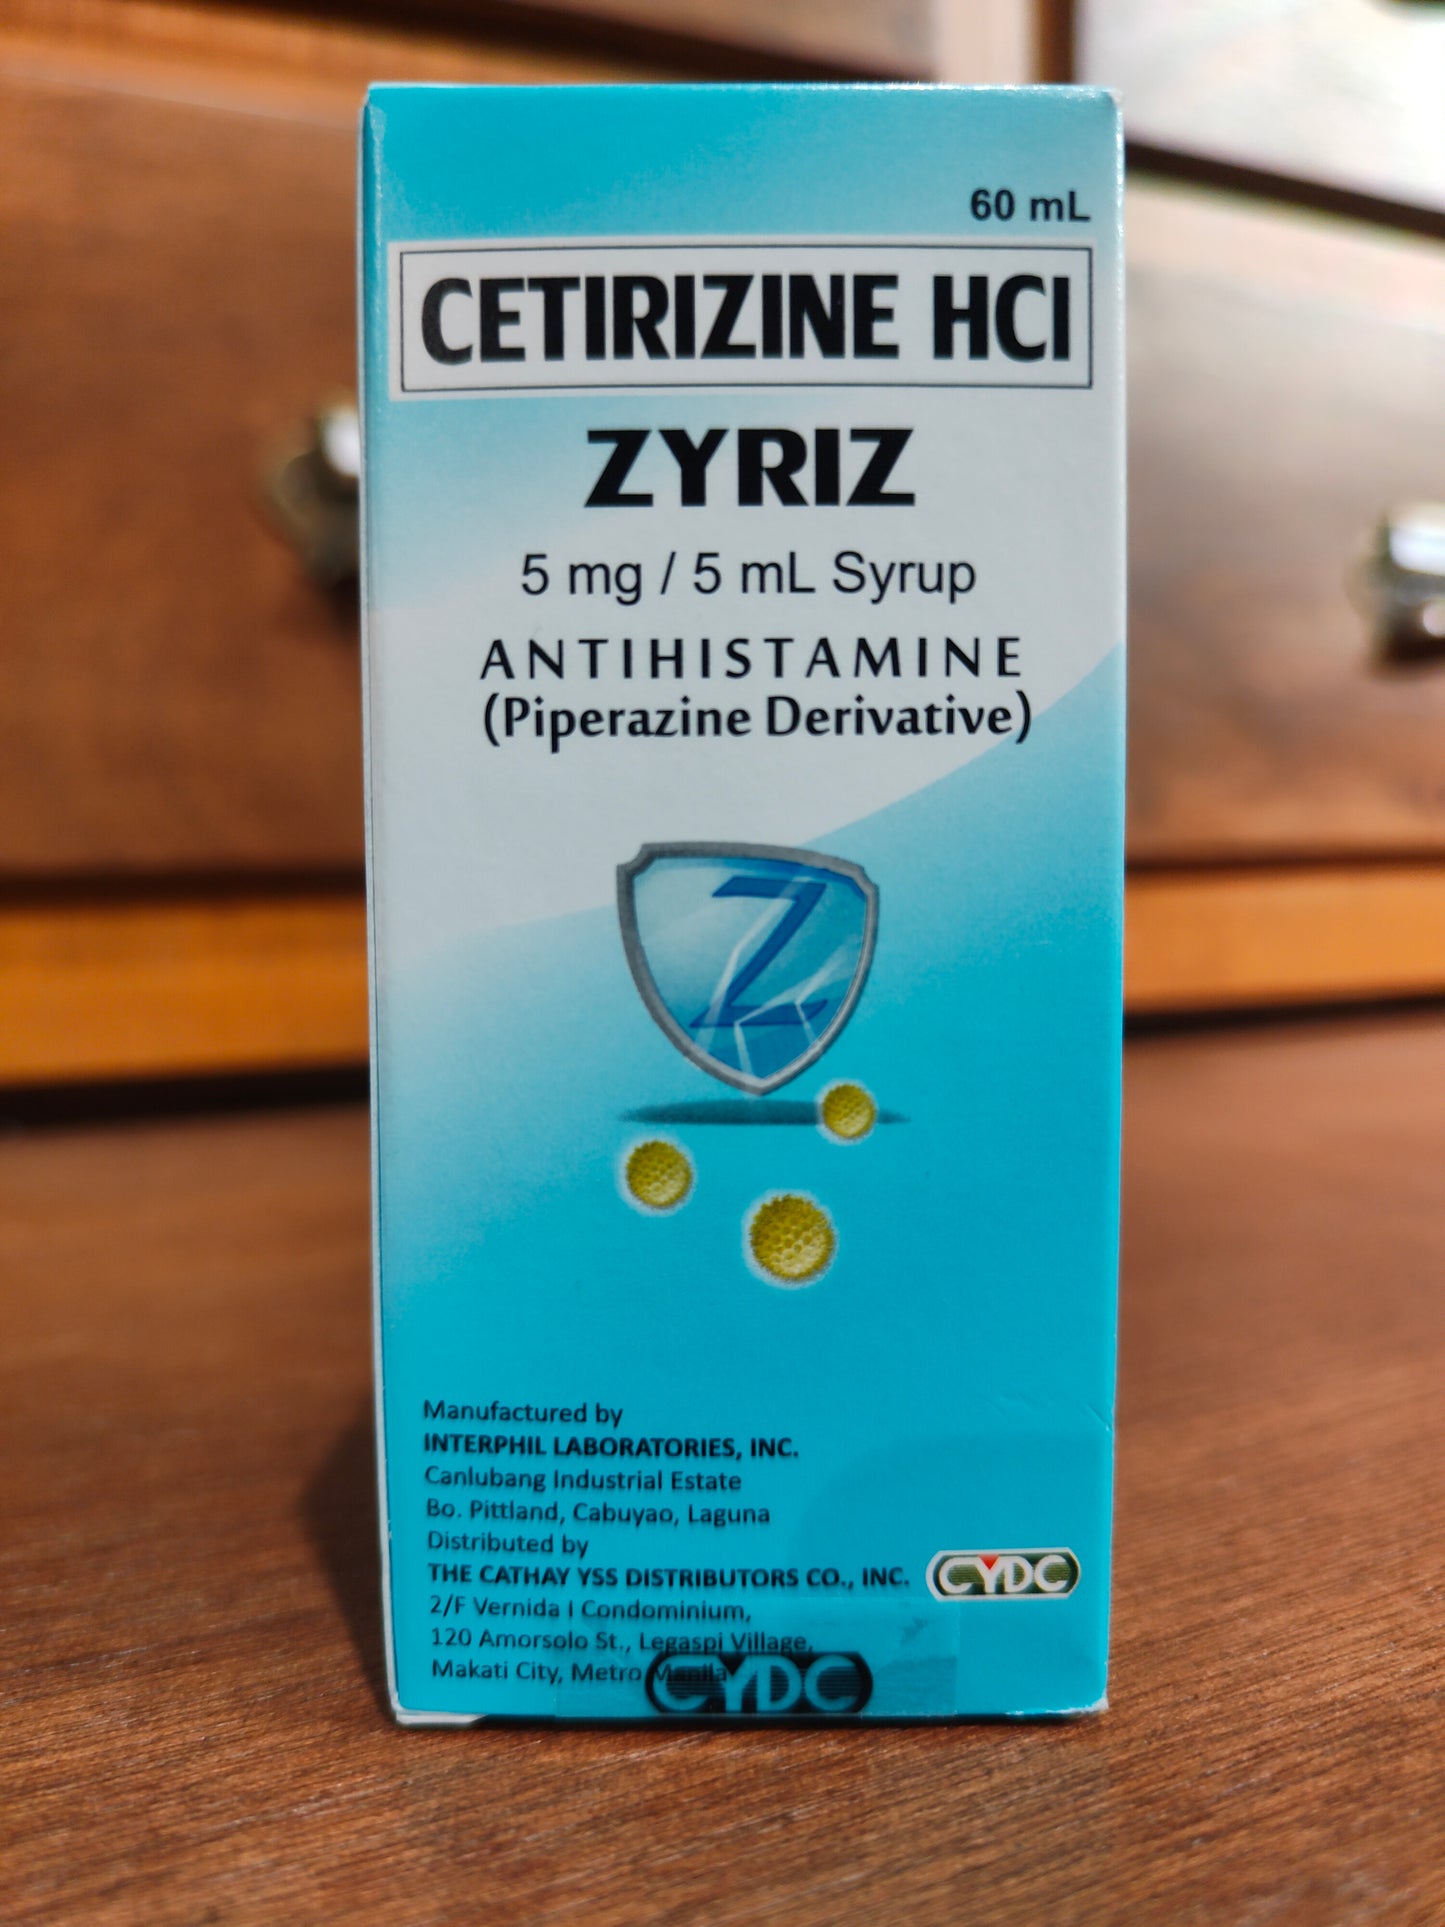 60 mL
CETIRIZINE HCl
ZYRIZ
5 mg / 5 mL Syrup
ANTIHISTAMINE
(Piperazine Derivative)
Z
Manufactured by
INTERPHIL LABORATORIES, INC.
Canlubang Industrial Estate
Bo. Pittland, Cabuyao, Laguna
Distributed by
THE CATHAY YSS DISTRIBUTORS CO., INC.
CYDC
2/F Vernida I Condominium,
120 Amorsolo St., Legaspi Village,
Makati City, Metro Manila
CYDC